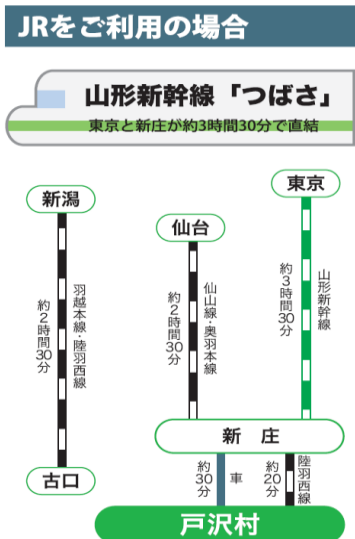 JRをご利用の場合
山形新幹線「つばさ」
東京と新庄が約3時間30分で直結
新潟
仙台
東京
羽越本線・陸羽西線
約2時間30分
仙山線・奥羽本線
約2時間30分
山形新幹線
約3時間30分
新 庄
古口
約30分
車
約20分
陸羽西線
戸沢村